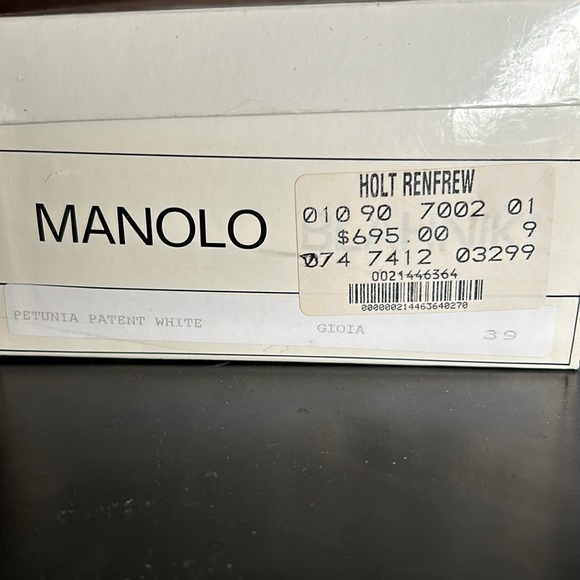 MANOLO
HOLT RENFREW
010 90 7002 01
$695.00 9
074 7412 03299
0021446364
000000214463640270
PETUNIA PATENT WHITE GIOIA 39